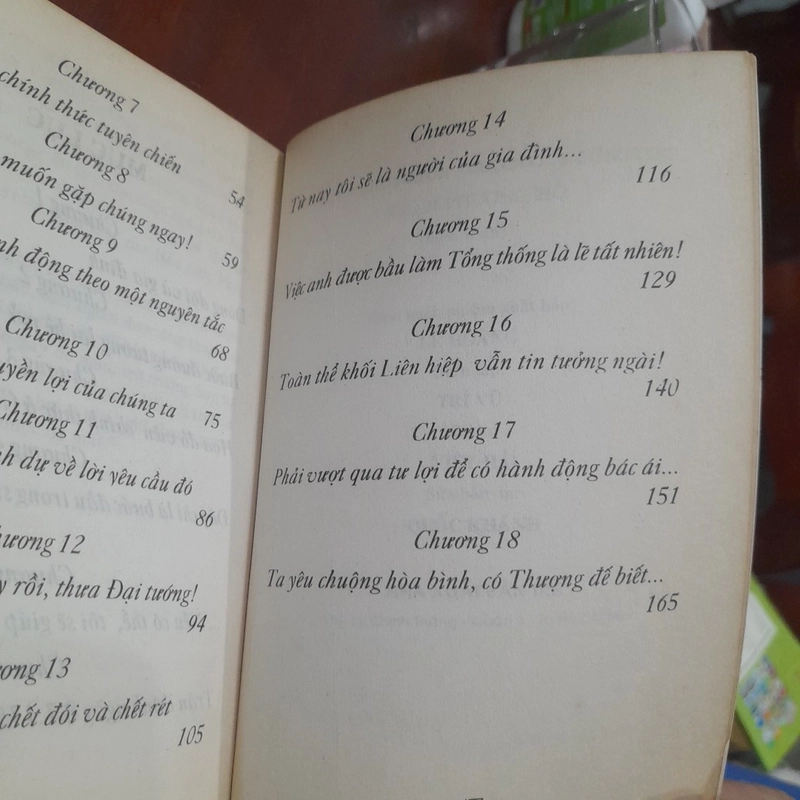 Chương 7
chính thức tuyên chiến
54
Chương 8
muốn gặp chúng ngay!
59
Chương 9
động theo một nguyên tắc
68
Chương 10
lợi của chúng ta
75
Chương 11
dự về lời yêu cầu đó
86
Chương 12
rồi, thưa Đại tướng!
94
13
chết đói và chết rét
105
Chương 14
Từ nay tôi sẽ là người của gia đình...
116
Chương 15
Việc anh được bầu làm Tổng thống là lẽ tất nhiên!
129
Chương 16
Toàn thể khối Liên hiệp vẫn tin tưởng ngài!
140
Chương 17
Phải vượt qua tư lợi để có hành động bác ái...
151
Chương 18
Ta yêu chuộng hòa bình, có Thượng đế biết...
165